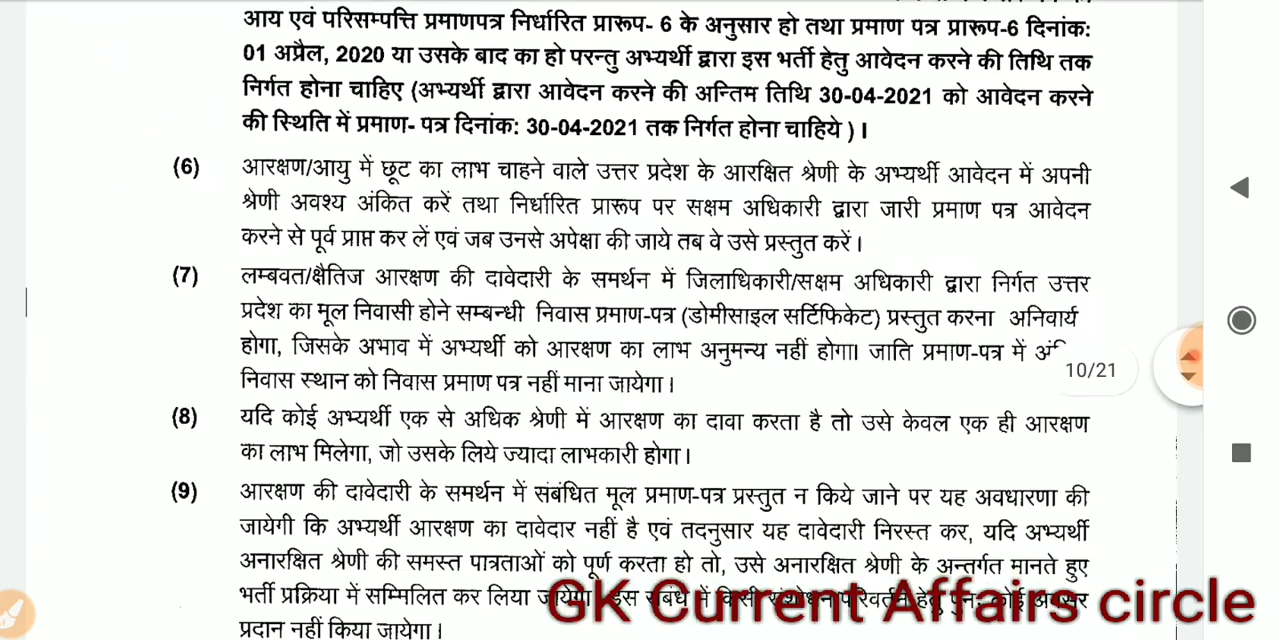 आय एवं परिसम्पत्ति प्रमाणपत्र निर्धारित प्रारूप- 6 के अनुसार हो तथा प्रमाण पत्र प्रारूप-6 दिनांक:
01 अप्रैल, 2020 या उसके बाद का हो परन्तु अभ्यर्थी द्वारा इस भर्ती हेतु आवेदन करने की तिथि तक
निर्गत होना चाहिए (अभ्यर्थी द्वारा आवेदन करने की अन्तिम तिथि 30-04-2021 को आवेदन करने
की स्थिति में प्रमाण- पत्र दिनांक: 30-04-2021 तक निर्गत होना चाहिये ) ।
(6) आरक्षण/आयु में छूट का लाभ चाहने वाले उत्तर प्रदेश के आरक्षित श्रेणी के अभ्यर्थी आवेदन में अपनी
श्रेणी अवश्य अंकित करें तथा निर्धारित प्रारूप पर सक्षम अधिकारी द्वारा जारी प्रमाण पत्र आवेदन
करने से पूर्व प्राप्त कर लें एवं जब उनसे अपेक्षा की जाये तब वे उसे प्रस्तुत करें ।
(7) लम्बवत/क्षैतिज आरक्षण की दावेदारी के समर्थन में जिलाधिकारी/सक्षम अधिकारी द्वारा निर्गत उत्तर
प्रदेश का मूल निवासी होने सम्बन्धी निवास प्रमाण-पत्र (डोमीसाइल सर्टिफिकेट) प्रस्तुत करना अनिवार्य
होगा, जिसके अभाव में अभ्यर्थी को आरक्षण का लाभ अनुमन्य नहीं होगा। जाति प्रमाण-पत्र में
10/21
निवास स्थान को निवास प्रमाण पत्र नहीं माना जायेगा ।
(8) यदि कोई अभ्यर्थी एक से अधिक श्रेणी में आरक्षण का दावा करता है तो उसे केवल एक ही आरक्षण
का लाभ मिलेगा, जो उसके लिये ज्यादा लाभकारी होगा ।
(9) आरक्षण की दावेदारी के समर्थन में संबंधित मूल प्रमाण-पत्र प्रस्तुत न किये जाने पर यह अवधारणा की
जायेगी कि अभ्यर्थी आरक्षण का दावेदार नहीं है एवं तदनुसार यह दावेदारी निरस्त कर, यदि अभ्यर्थी
अनारक्षित श्रेणी की समस्त पात्रताओं को पूर्ण करता हो तो, उसे अनारक्षित श्रेणी के अन्तर्गत मानते हुए
भर्ती प्रक्रिया में सम्मिलित कर लिया जायेगा। इस संबंध में किसी संशोधन परिवर्तन हेतु पुनः कोई अवसर
GK Current Affairs circle
प्रदान नहीं किया जायेगा ।